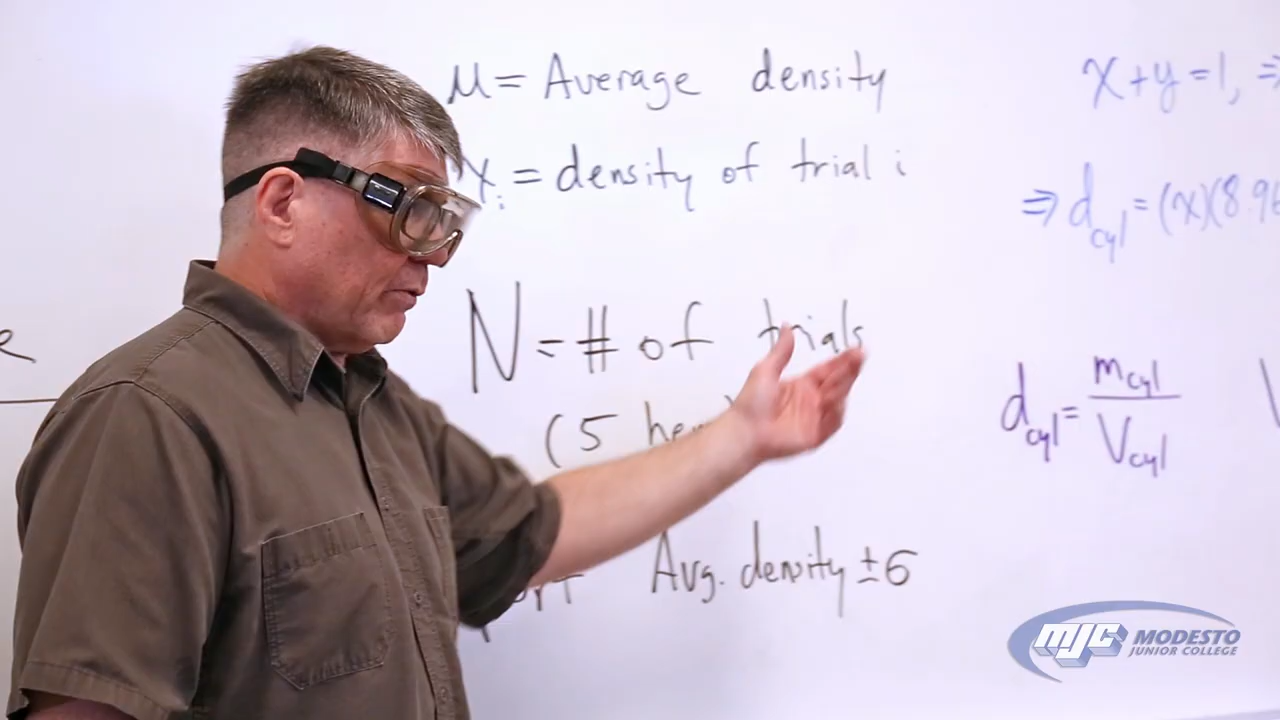 μ = Average density
x_i = density of trial i
N = # of trials
(5 here)
Avg. density ± σ
x + y = 1, ⇒
⇒ d_cyl = (x)(8.96
d_cyl = m_cyl / V_cyl
MJC MODESTO
JUNIOR COLLEGE